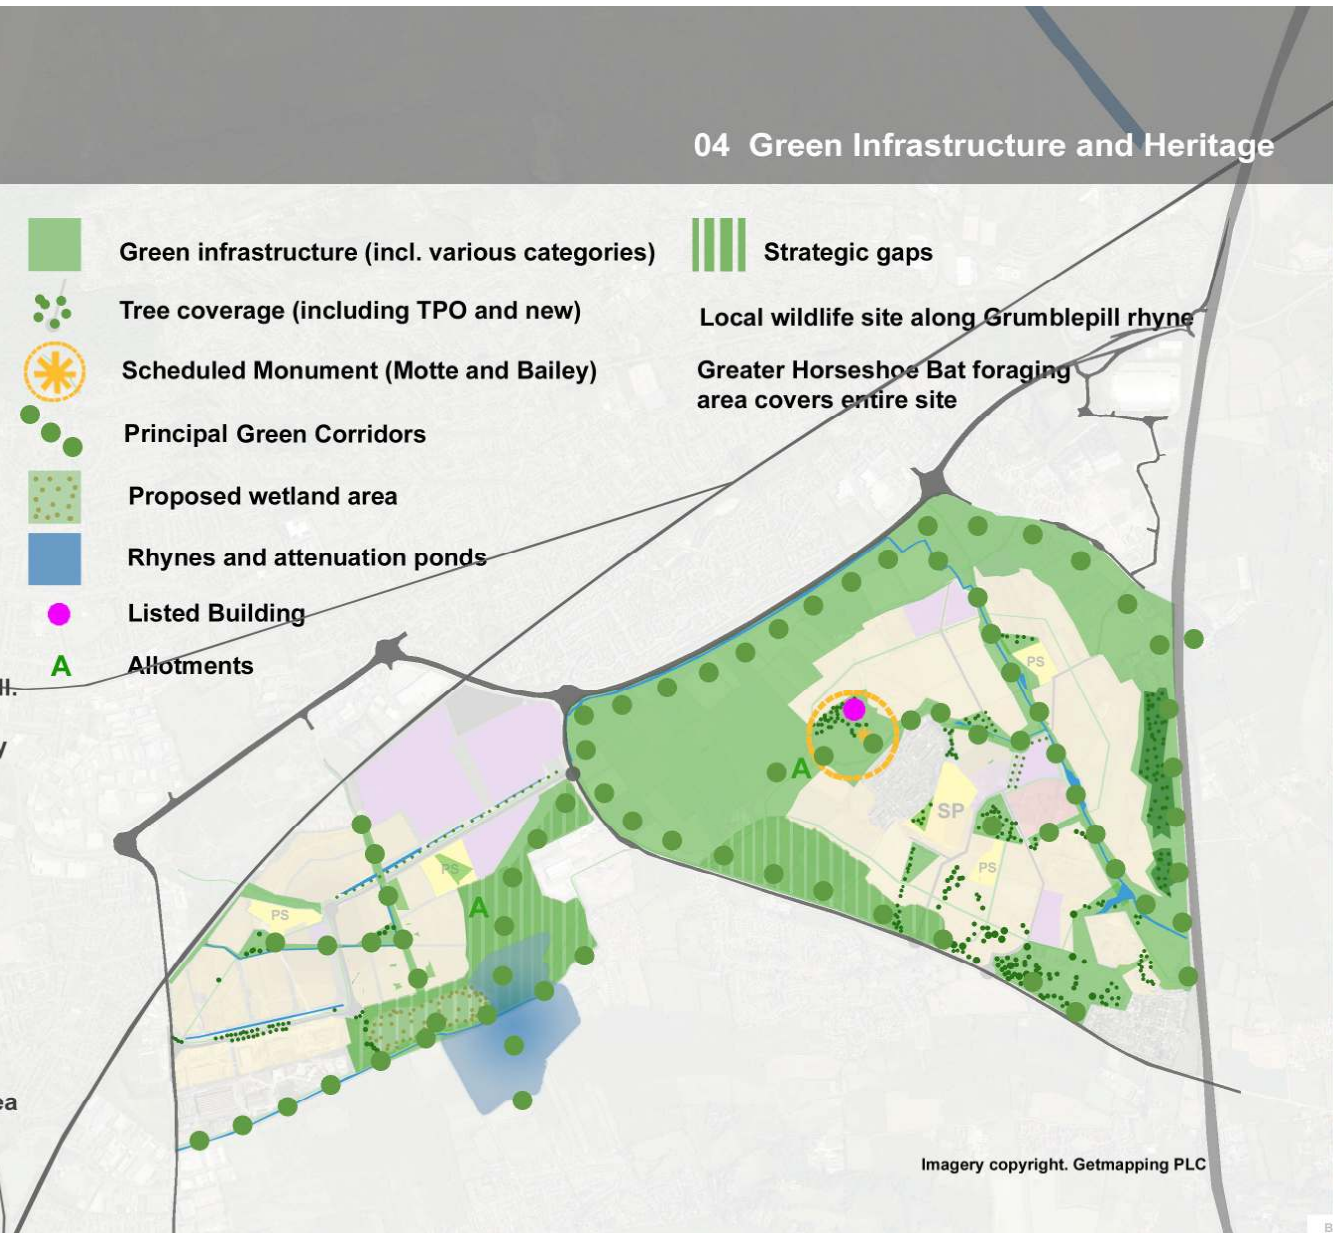 04 Green Infrastructure and Heritage
Green infrastructure (incl. various categories)
Strategic gaps
Tree coverage (including TPO and new)
Local wildlife site along Grumblepill rhyne
Scheduled Monument (Motte and Bailey)
Greater Horseshoe Bat foraging
area covers entire site
Principal Green Corridors
Proposed wetland area
Rhynes and attenuation ponds
Listed Building
A Allotments
ll.
y
ea
PS
A
SP
PS
PS
A
PS
Imagery copyright. Getmapping PLC
B